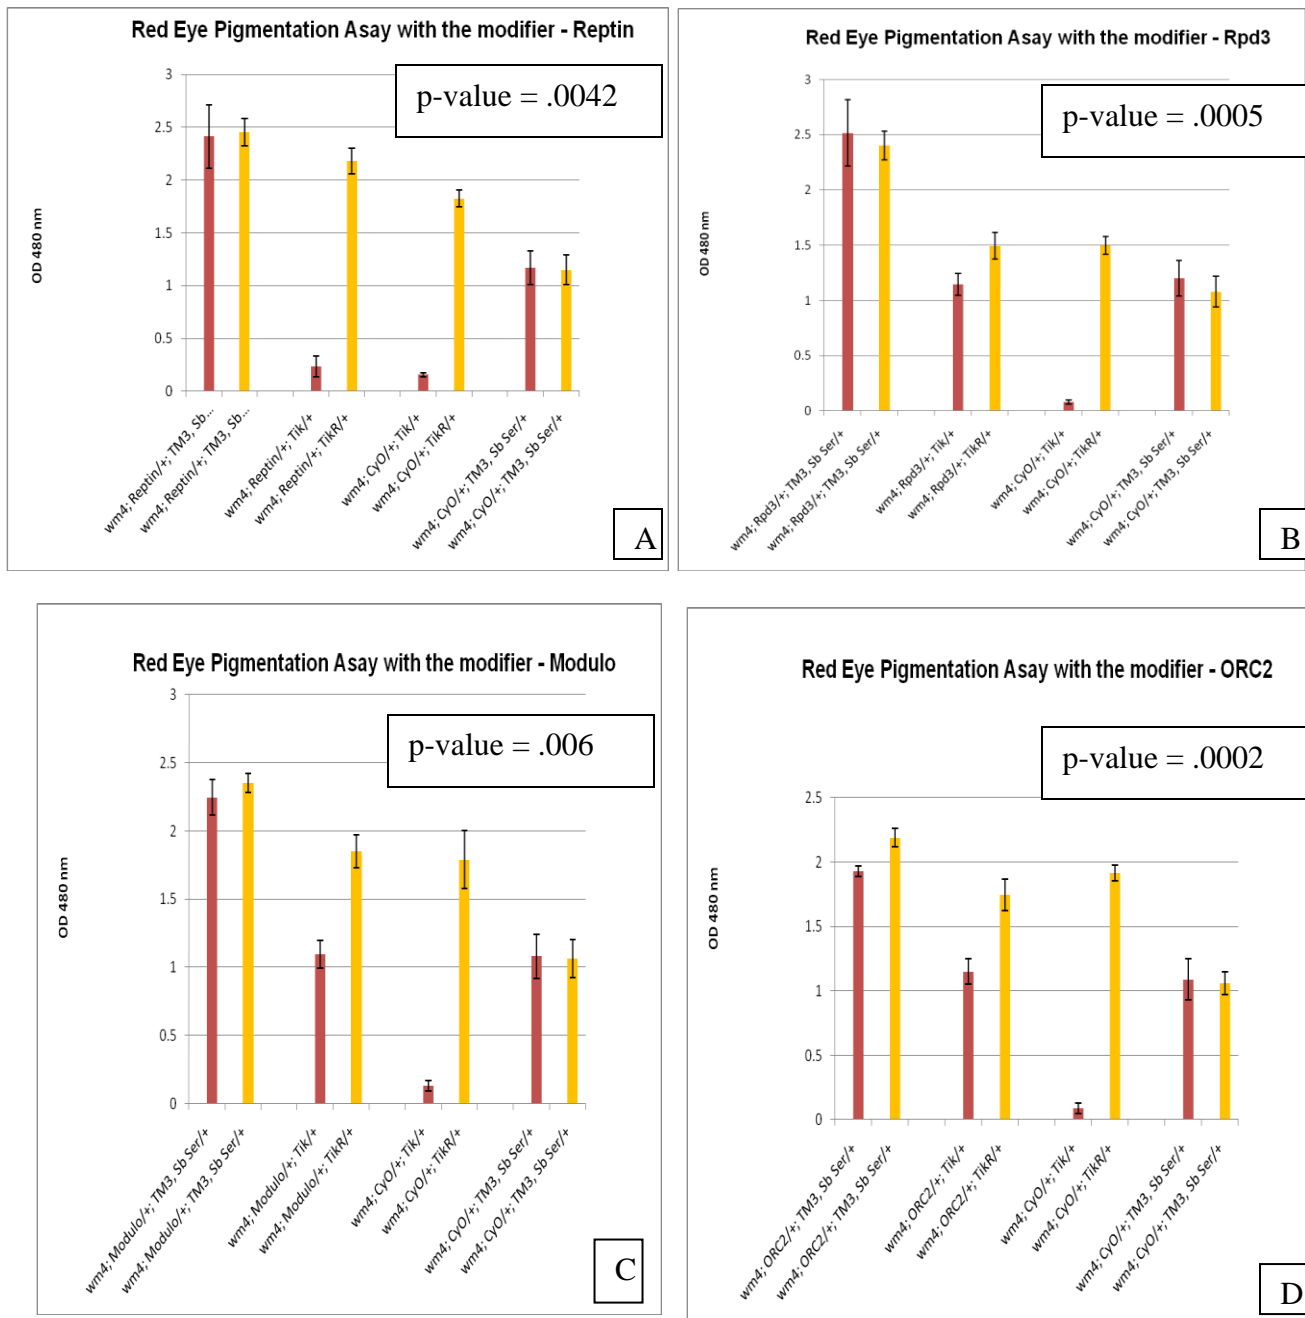 Red Eye Pigmentation Asay with the modifier - Reptin
p-value = .0042
OD 480 nm
3
2.5
2
1.5
1
0.5
0
wm4; Reptin/+; TM3, Sb...
wm4; Reptin/+; TM3, Sb...
wm4; Reptin/+; Tik/+
wm4; Reptin/+; TikR/+
wm4; CyO/+; Tik/+
wm4; CyO/+; TikR/+
wm4; CyO/+; TM3, Sb Ser/+
wm4; CyO/+; TM3, Sb Ser/+
A
Red Eye Pigmentation Asay with the modifier - Rpd3
p-value = .0005
OD 480 nm
3
2.5
2
1.5
1
0.5
0
wm4; Rpd3/+; TM3, Sb Ser/+
wm4; Rpd3/+; TM3, Sb Ser/+
wm4; Rpd3/+; Tik/+
wm4; Rpd3/+; TikR/+
wm4; CyO/+; Tik/+
wm4; CyO/+; TikR/+
wm4; CyO/+; TM3, Sb Ser/+
wm4; CyO/+; TM3, Sb Ser/+
B
Red Eye Pigmentation Asay with the modifier - Modulo
p-value = .006
OD 480 nm
3
2.5
2
1.5
1
0.5
0
wm4; Modulo/+; TM3, Sb Ser/+
wm4; Modulo/+; TM3, Sb Ser/+
wm4; Modulo/+; Tik/+
wm4; Modulo/+; TikR/+
wm4; CyO/+; Tik/+
wm4; CyO/+; TikR/+
wm4; CyO/+; TM3, Sb Ser/+
wm4; CyO/+; TM3, Sb Ser/+
C
Red Eye Pigmentation Asay with the modifier - ORC2
p-value = .0002
OD 480 nm
2.5
2
1.5
1
0.5
0
wm4; ORC2/+; TM3, Sb Ser/+
wm4; ORC2/+; TM3, Sb Ser/+
wm4; ORC2/+; Tik/+
wm4; ORC2/+; TikR/+
wm4; CyO/+; Tik/+
wm4; CyO/+; TikR/+
wm4; CyO/+; TM3, Sb Ser/+
wm4; CyO/+; TM3, Sb Ser/+
D